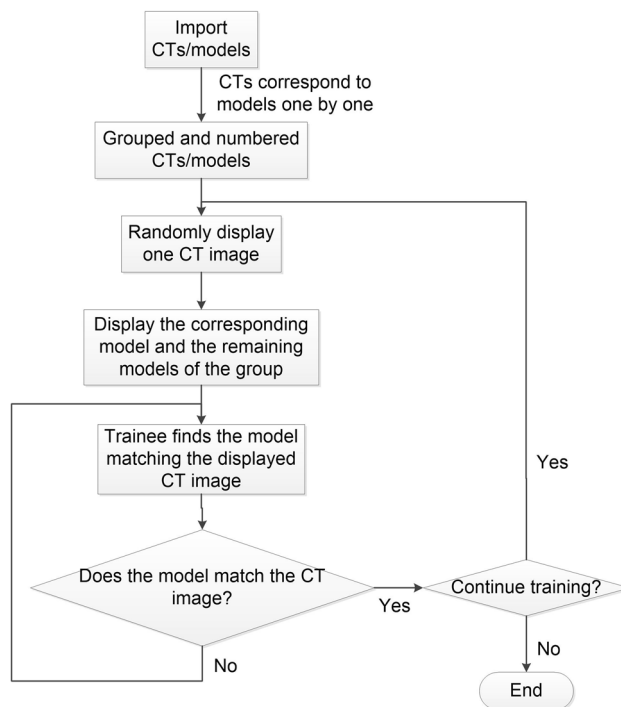 Import
CTs/models
CTs correspond to
models one by one
Grouped and numbered
CTs/models
Randomly display
one CT image
Display the corresponding
model and the remaining
models of the group
Trainee finds the model
matching the displayed
CT image
Does the model match the CT
image?
Yes
No
Continue training?
Yes
No
End